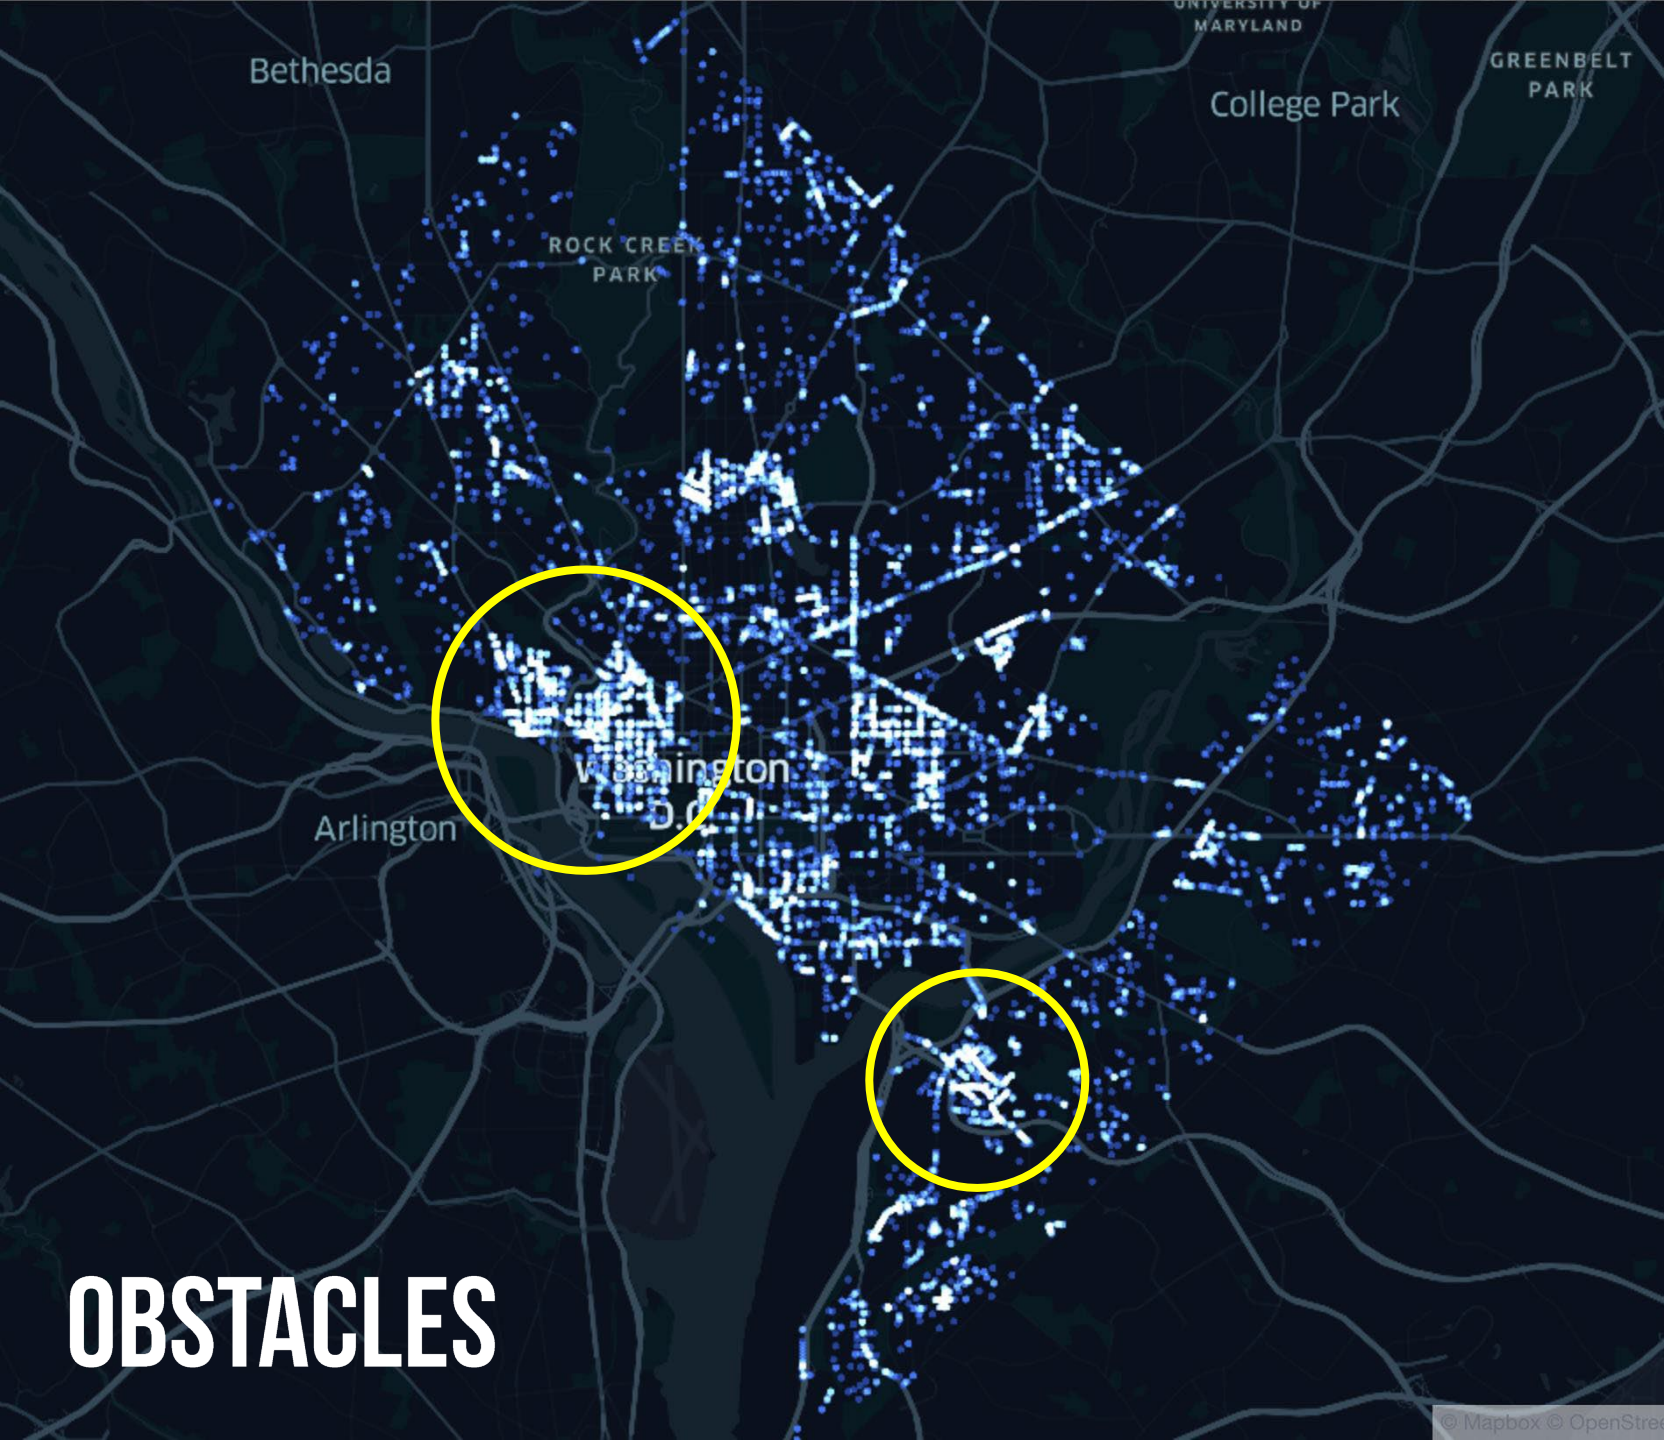 UNIVERSITY OF
MARYLAND
Bethesda
College Park
GREENBELT
PARK
ROCK CREEK
PARK
Washington
D.C.
Arlington
OBSTACLES
© Mapbox © OpenStree